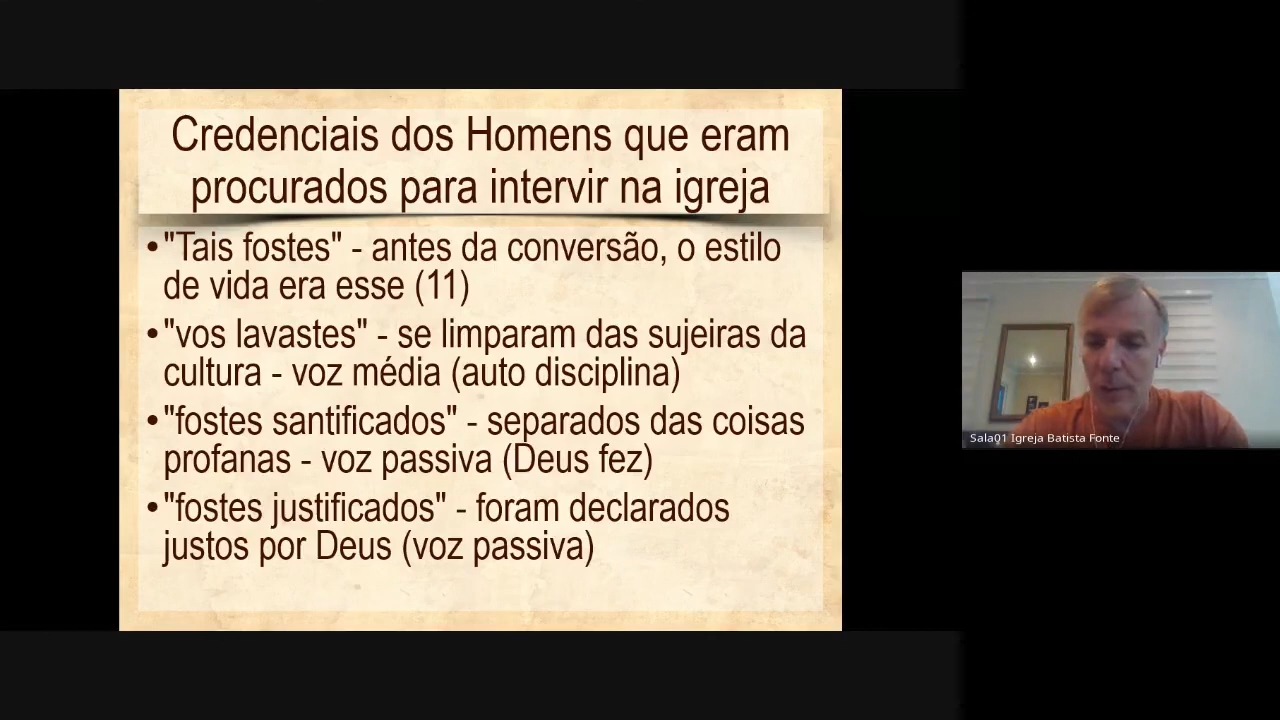 Credenciais dos Homens que eram
procurados para intervir na igreja
•"Tais fostes" - antes da conversão, o estilo
de vida era esse (11)
•"vos lavastes" - se limparam das sujeiras da
cultura - voz média (auto disciplina)
•"fostes santificados" - separados das coisas
profanas - voz passiva (Deus fez)
•"fostes justificados" - foram declarados
justos por Deus (voz passiva)
Sala01 Igreja Batista Fonte